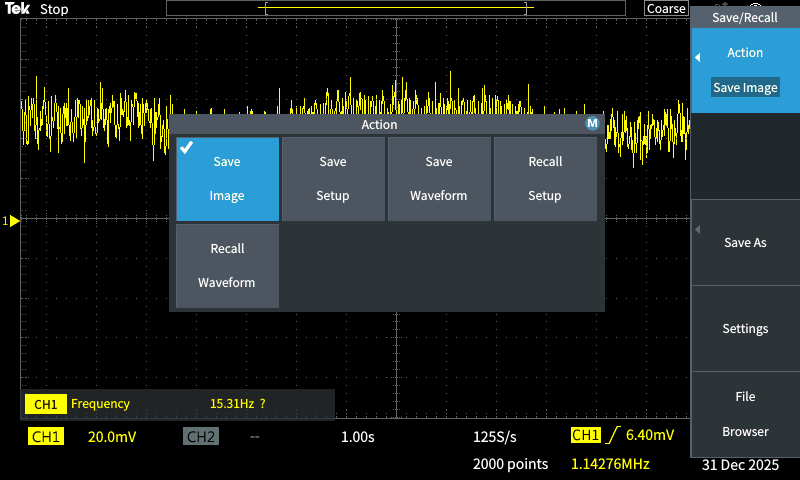 Tek Stop
Coarse
Save/Recall
Action
Save Image
Action
M
Save
Image
Save
Setup
Save
Waveform
Recall
Setup
Recall
Waveform
1
Save As
Settings
File
Browser
CH1 Frequency 15.31Hz ?
CH1 20.0mV CH2 -- 1.00s 125S/s CH1 6.40mV
2000 points 1.14276MHz 31 Dec 2025